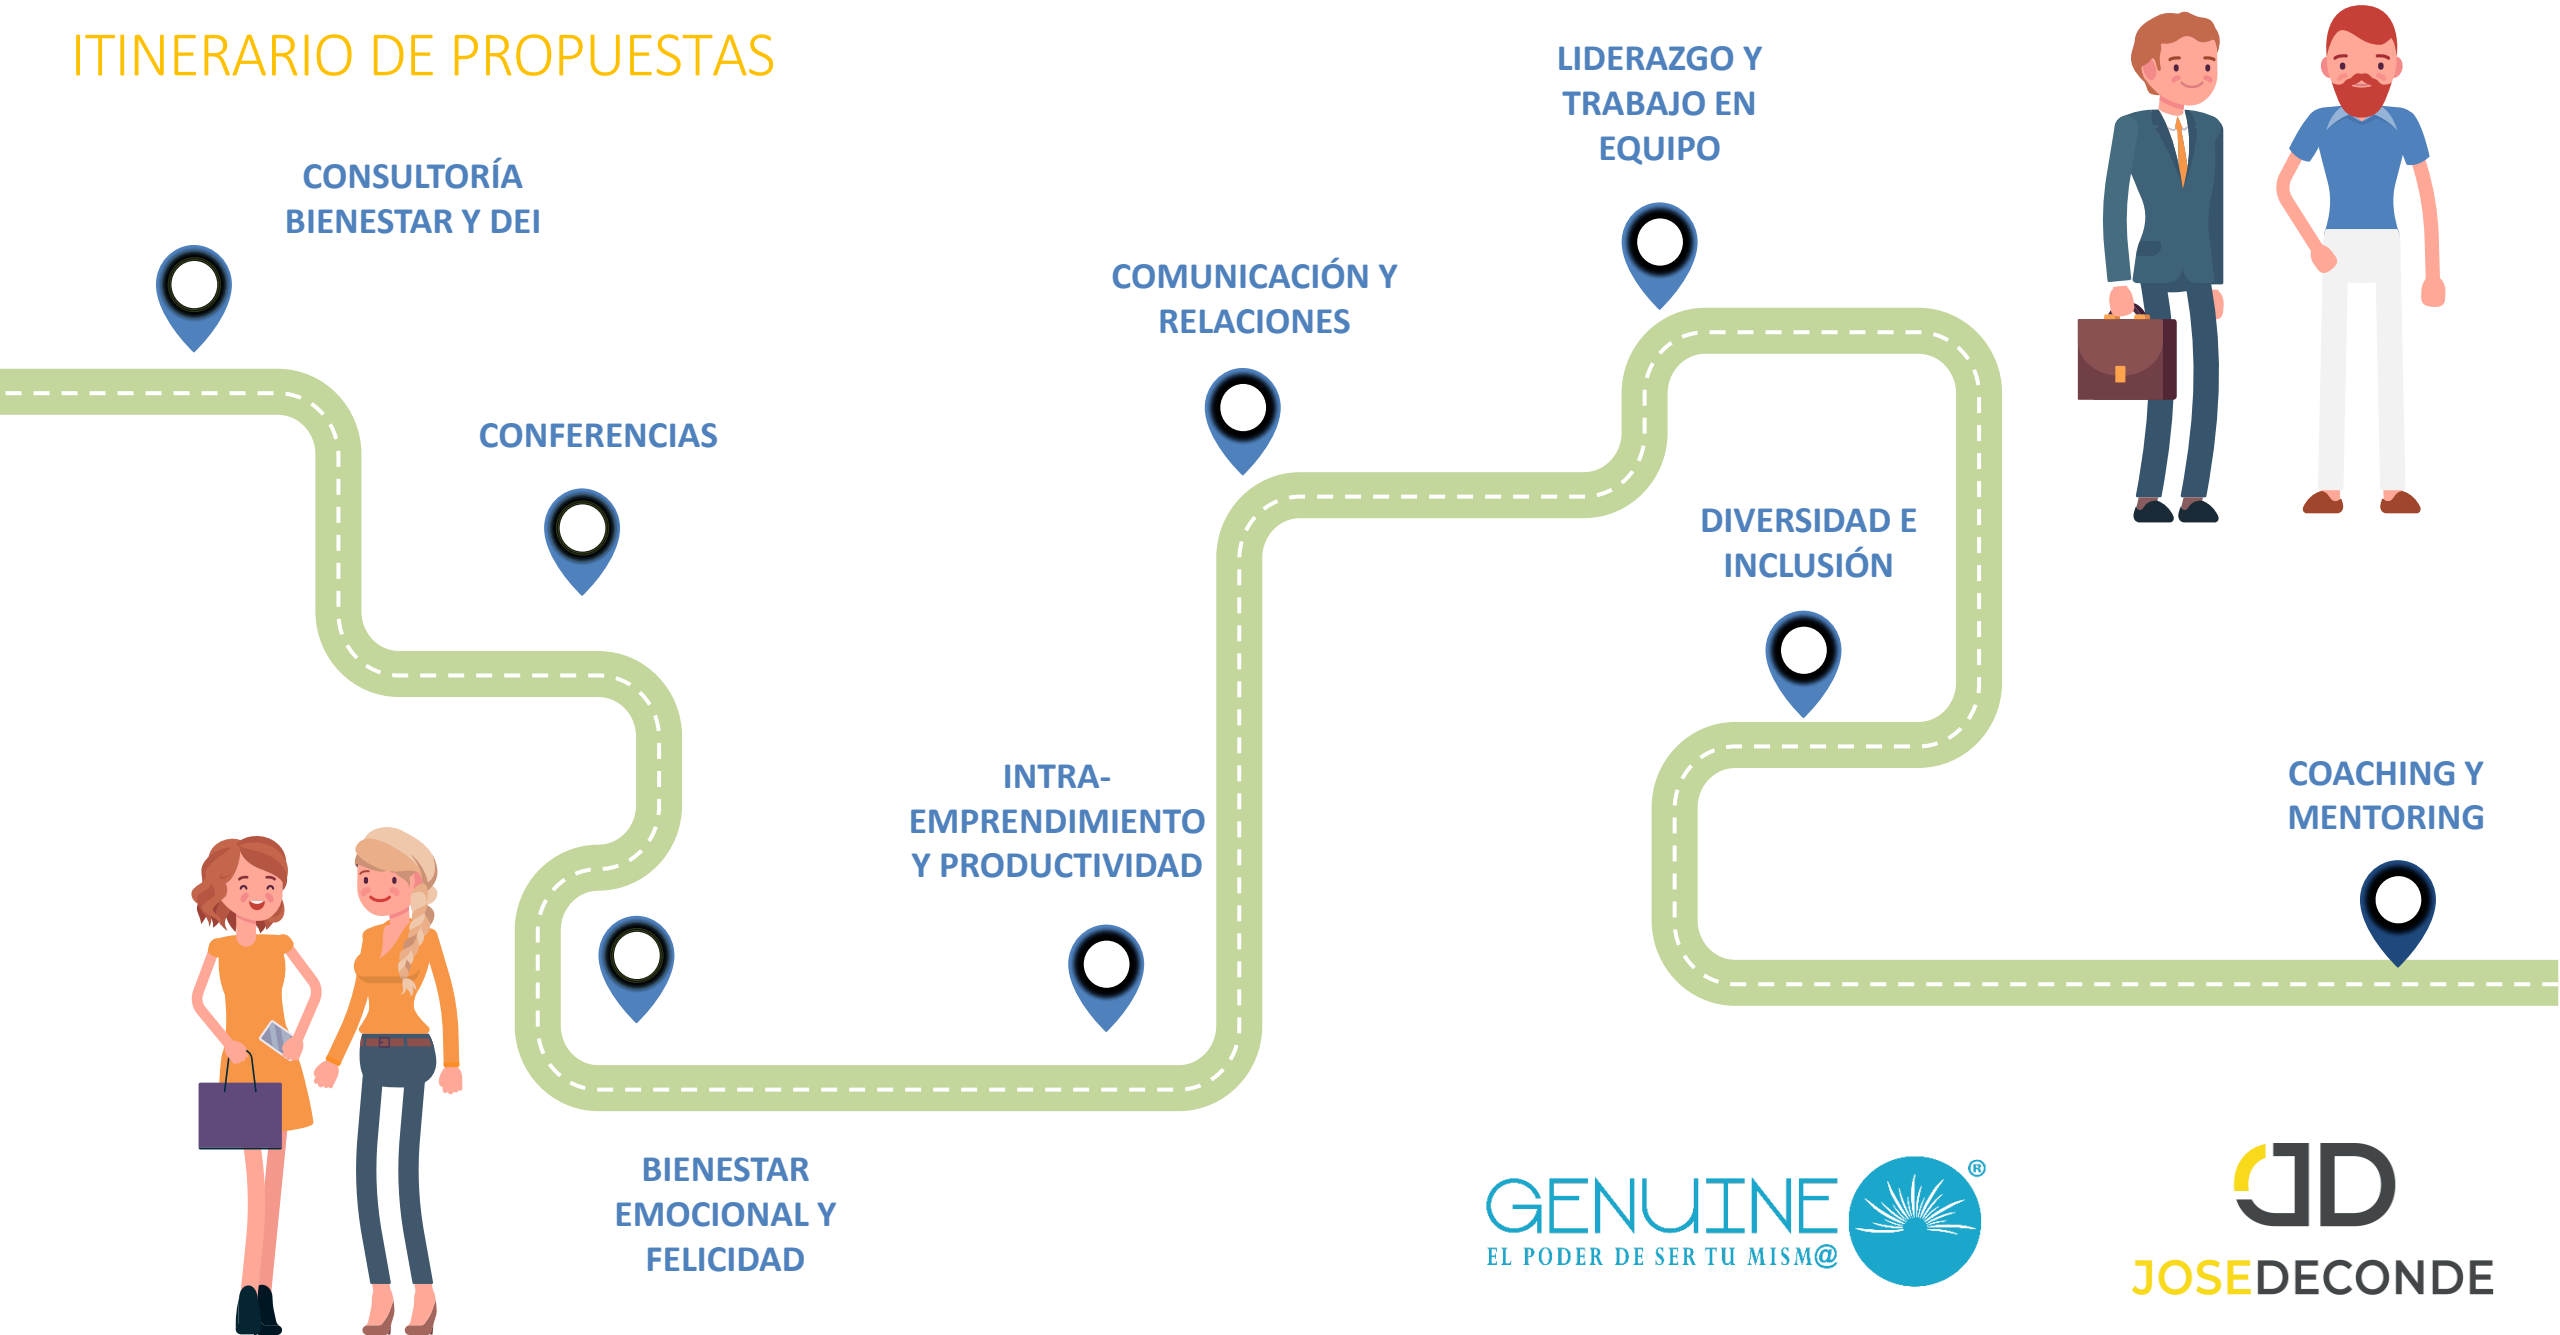 ITINERARIO DE PROPUESTAS
CONSULTORÍA
BIENESTAR Y DEI
CONFERENCIAS
BIENESTAR
EMOCIONAL Y
FELICIDAD
INTRA-
EMPRENDIMIENTO
Y PRODUCTIVIDAD
COMUNICACIÓN Y
RELACIONES
LIDERAZGO Y
TRABAJO EN
EQUIPO
DIVERSIDAD E
INCLUSIÓN
COACHING Y
MENTORING
GENUINE ®
EL PODER DE SER TU MISM@
JD
JOSEDECONDE